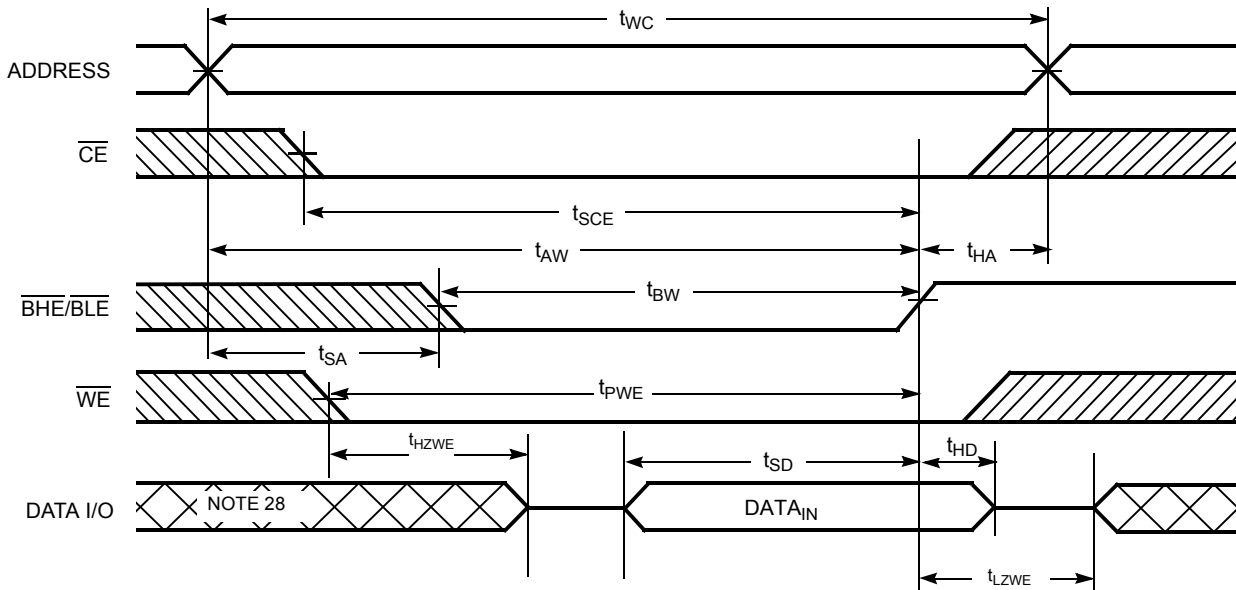 tWC
ADDRESS
CE
tSCE
tAW
tHA
BHE/BLE
tBW
tSA
WE
tPWE
tHZWE
tSD
tHD
DATA I/O
NOTE 28
DATAIN
tLZWE